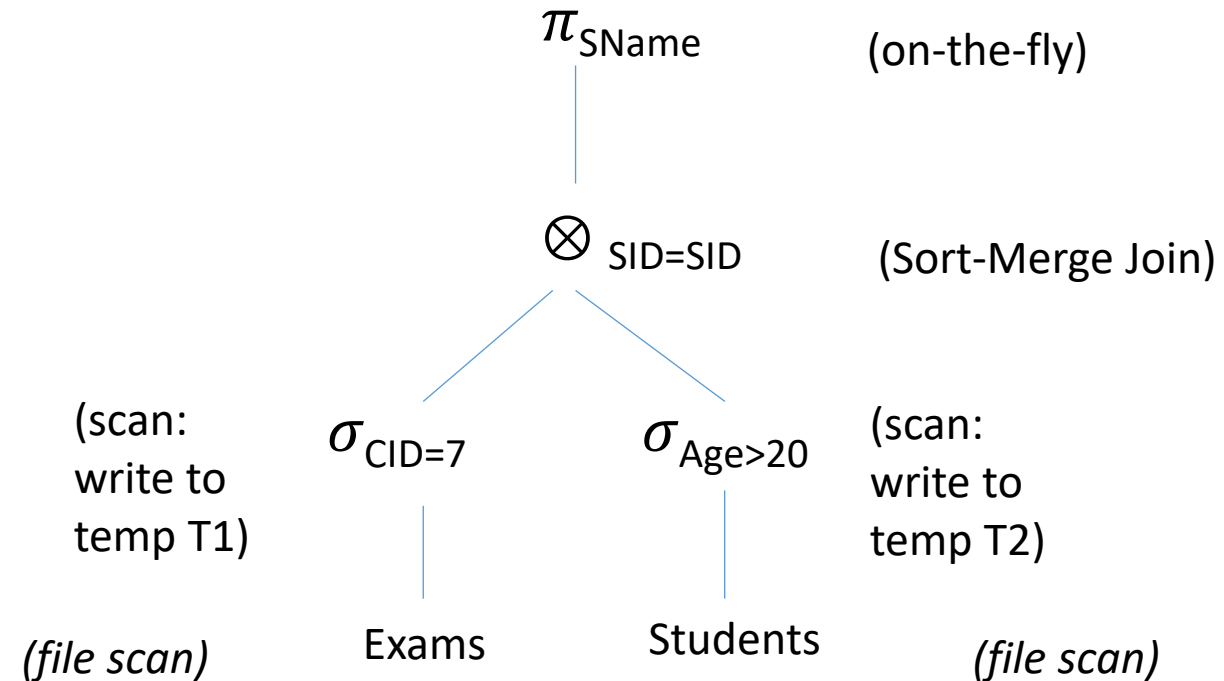 π SName (on-the-fly)
⊗ SID=SID (Sort-Merge Join)
(scan:
write to
temp T1)
σ CID=7
σ Age>20
(scan:
write to
temp T2)
(file scan)
Exams
Students
(file scan)